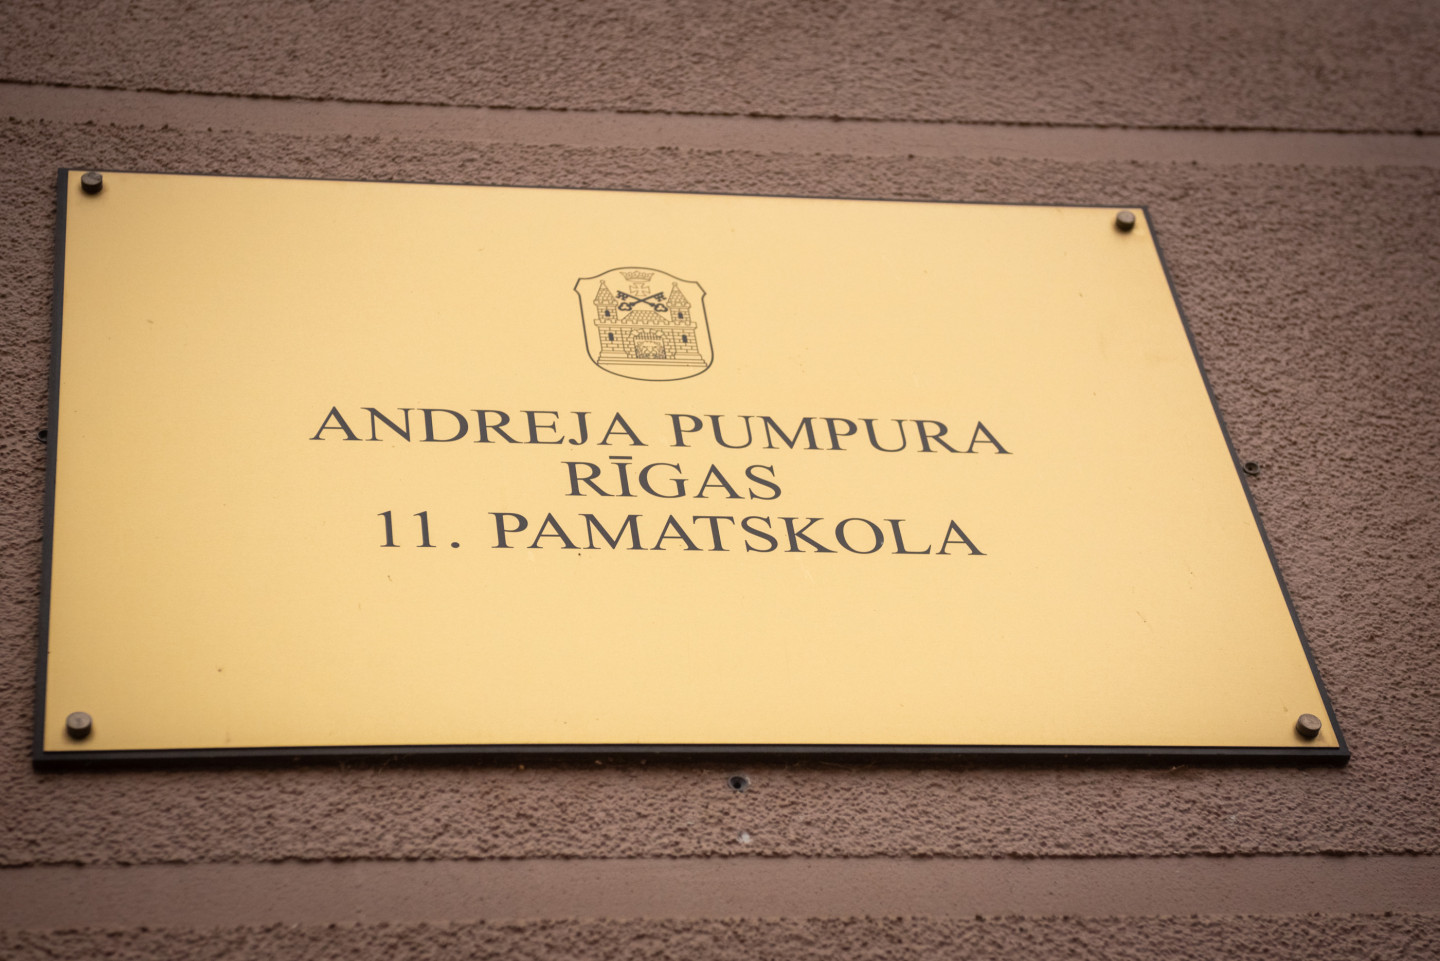 ANDREJA PUMPURA
RĪGAS
11. PAMATSKOLA